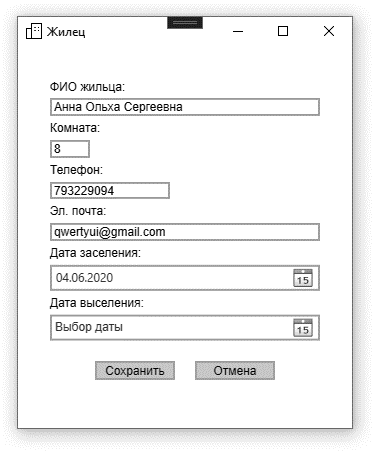 Жилец
ФИО жильца:
Анна Ольха Сергеевна
Комната:
8
Телефон:
793229094
Эл. почта:
qwertyui@gmail.com
Дата заселения:
04.06.2020
15
Дата выселения:
Выбор даты
15
Сохранить
Отмена